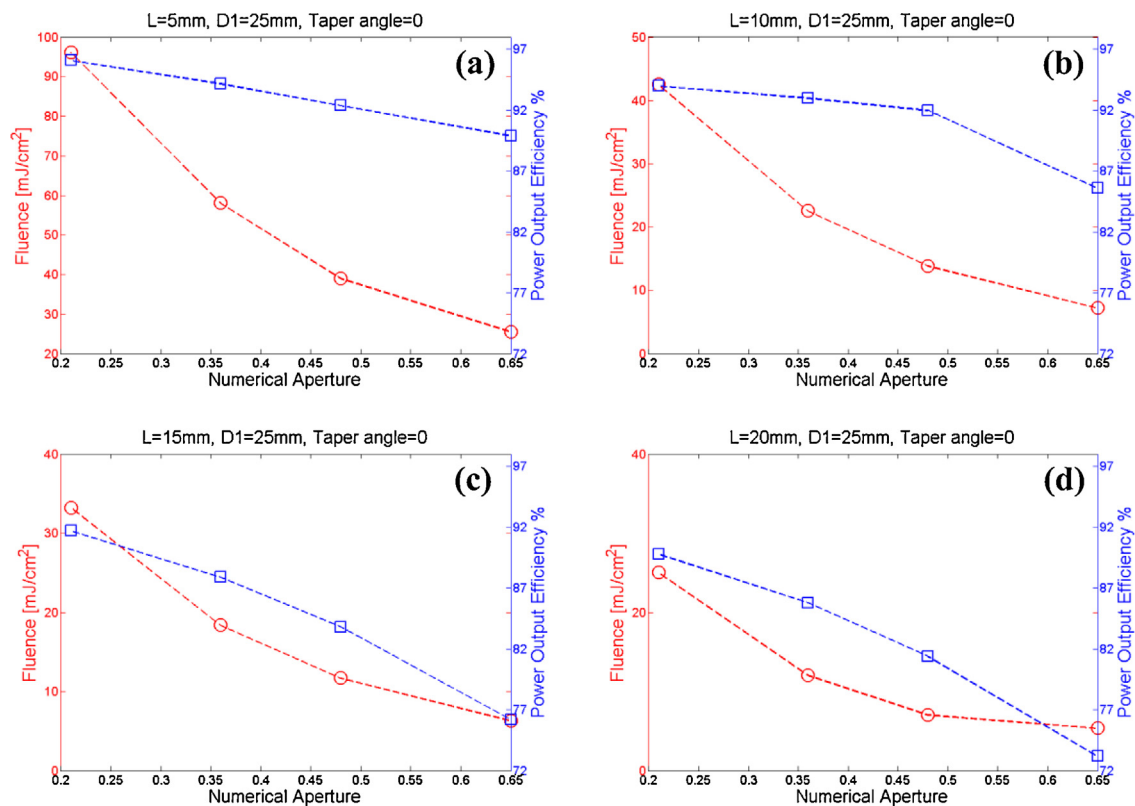 L=5mm, D1=25mm, Taper angle=0
(a)
100
90
80
70
60
50
40
30
20
Fluence [mJ/cm²]
97
92
87
82
77
72
Power Output Efficiency %
0.2 0.25 0.3 0.35 0.4 0.45 0.5 0.55 0.6 0.65
Numerical Aperture
L=10mm, D1=25mm, Taper angle=0
(b)
50
40
30
20
10
0
Fluence [mJ/cm²]
97
92
87
82
77
72
Power Output Efficiency %
0.2 0.25 0.3 0.35 0.4 0.45 0.5 0.55 0.6 0.65
Numerical Aperture
L=15mm, D1=25mm, Taper angle=0
(c)
40
30
20
10
0
Fluence [mJ/cm²]
97
92
87
82
77
72
Power Output Efficiency %
0.2 0.25 0.3 0.35 0.4 0.45 0.5 0.55 0.6 0.65
Numerical Aperture
L=20mm, D1=25mm, Taper angle=0
(d)
40
20
0
Fluence [mJ/cm²]
97
92
87
82
77
72
Power Output Efficiency %
0.2 0.25 0.3 0.35 0.4 0.45 0.5 0.55 0.6 0.65
Numerical Aperture